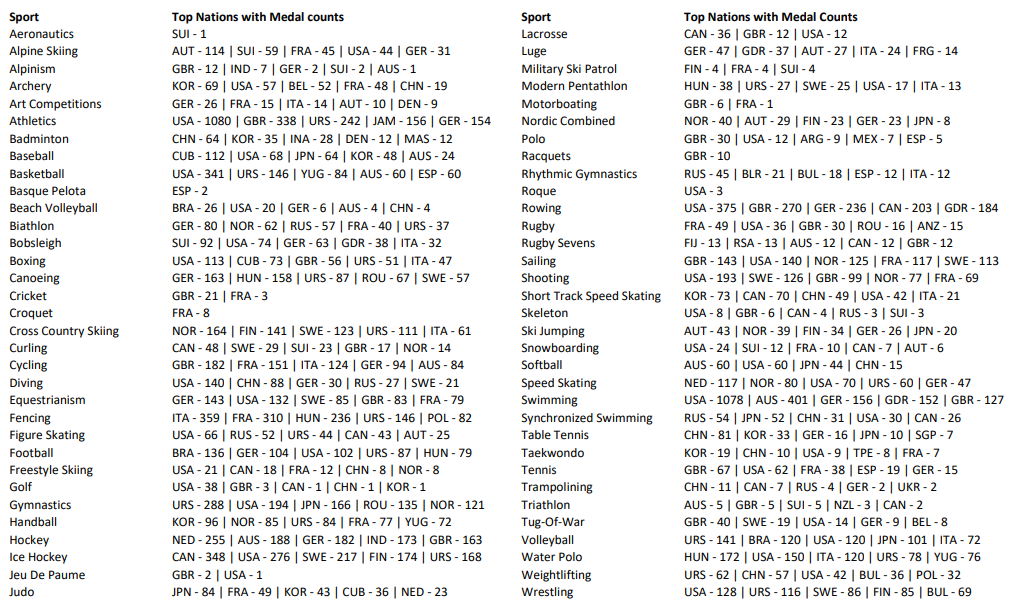 Sport Top Nations with Medal counts
Aeronautics SUI - 1
Alpine Skiing AUT - 114 | SUI - 59 | FRA - 45 | USA - 44 | GER - 31
Alpinism GBR - 12 | IND - 7 | GER - 2 | SUI - 2 | AUS - 1
Archery KOR - 69 | USA - 57 | BEL - 52 | FRA - 48 | CHN - 19
Art Competitions GER - 26 | FRA - 15 | ITA - 14 | AUT - 10 | DEN - 9
Athletics USA - 1080 | GBR - 338 | URS - 242 | JAM - 156 | GER - 154
Badminton CHN - 64 | KOR - 35 | INA - 28 | DEN - 12 | MAS - 12
Baseball CUB - 112 | USA - 68 | JPN - 64 | KOR - 48 | AUS - 24
Basketball USA - 341 | URS - 146 | YUG - 84 | AUS - 60 | ESP - 60
Basque Pelota ESP - 2
Beach Volleyball BRA - 26 | USA - 20 | GER - 6 | AUS - 4 | CHN - 4
Biathlon GER - 80 | NOR - 62 | RUS - 57 | FRA - 40 | URS - 37
Bobsleigh SUI - 92 | USA - 74 | GER - 63 | GDR - 38 | ITA - 32
Boxing USA - 113 | CUB - 73 | GBR - 56 | URS - 51 | ITA - 47
Canoeing GER - 163 | HUN - 158 | URS - 87 | ROU - 67 | SWE - 57
Cricket GBR - 21 | FRA - 3
Croquet FRA - 8
Cross Country Skiing NOR - 164 | FIN - 141 | SWE - 123 | URS - 111 | ITA - 61
Curling CAN - 48 | SWE - 29 | SUI - 23 | GBR - 17 | NOR - 14
Cycling GBR - 182 | FRA - 151 | ITA - 124 | GER - 94 | AUS - 84
Diving USA - 140 | CHN - 88 | GER - 30 | RUS - 27 | SWE - 21
Equestrianism GER - 143 | USA - 132 | SWE - 85 | GBR - 83 | FRA - 79
Fencing ITA - 359 | FRA - 310 | HUN - 236 | URS - 146 | POL - 82
Figure Skating USA - 66 | RUS - 52 | URS - 44 | CAN - 43 | AUT - 25
Football BRA - 136 | GER - 104 | USA - 102 | URS - 87 | HUN - 79
Freestyle Skiing USA - 21 | CAN - 18 | FRA - 12 | CHN - 8 | NOR - 8
Golf USA - 38 | GBR - 3 | CAN - 1 | CHN - 1 | KOR - 1
Gymnastics URS - 288 | USA - 194 | JPN - 166 | ROU - 135 | NOR - 121
Handball KOR - 96 | NOR - 85 | URS - 84 | FRA - 77 | YUG - 72
Hockey NED - 255 | AUS - 188 | GER - 182 | IND - 173 | GBR - 163
Ice Hockey CAN - 348 | USA - 276 | SWE - 217 | FIN - 174 | URS - 168
Jeu De Paume GBR - 2 | USA - 1
Judo JPN - 84 | FRA - 49 | KOR - 43 | CUB - 36 | NED - 23
Sport Top Nations with Medal Counts
Lacrosse CAN - 36 | GBR - 12 | USA - 12
Luge GER - 47 | GDR - 37 | AUT - 27 | ITA - 24 | FRG - 14
Military Ski Patrol FIN - 4 | FRA - 4 | SUI - 4
Modern Pentathlon HUN - 38 | URS - 27 | SWE - 25 | USA - 17 | ITA - 13
Motorboating GBR - 6 | FRA - 1
Nordic Combined NOR - 40 | AUT - 29 | FIN - 23 | GER - 23 | JPN - 8
Polo GBR - 30 | USA - 12 | ARG - 9 | MEX - 7 | ESP - 5
Racquets GBR - 10
Rhythmic Gymnastics RUS - 45 | BLR - 21 | BUL - 18 | ESP - 12 | ITA - 12
Roque USA - 3
Rowing USA - 375 | GBR - 270 | GER - 236 | CAN - 203 | GDR - 184
Rugby FRA - 49 | USA - 36 | GBR - 30 | ROU - 16 | ANZ - 15
Rugby Sevens FIJ - 13 | RSA - 13 | AUS - 12 | CAN - 12 | GBR - 12
Sailing GBR - 143 | USA - 140 | NOR - 125 | FRA - 117 | SWE - 113
Shooting USA - 193 | SWE - 126 | GBR - 99 | NOR - 77 | FRA - 69
Short Track Speed Skating KOR - 73 | CAN - 70 | CHN - 49 | USA - 42 | ITA - 21
Skeleton USA - 8 | GBR - 6 | CAN - 4 | RUS - 3 | SUI - 3
Ski Jumping AUT - 43 | NOR - 39 | FIN - 34 | GER - 26 | JPN - 20
Snowboarding USA - 24 | SUI - 12 | FRA - 10 | CAN - 7 | AUT - 6
Softball AUS - 60 | USA - 60 | JPN - 44 | CHN - 15
Speed Skating NED - 117 | NOR - 80 | USA - 70 | URS - 60 | GER - 47
Swimming USA - 1078 | AUS - 401 | GER - 156 | GDR - 152 | GBR - 127
Synchronized Swimming RUS - 54 | JPN - 52 | CHN - 31 | USA - 30 | CAN - 26
Table Tennis CHN - 81 | KOR - 33 | GER - 16 | JPN - 10 | SGP - 7
Taekwondo KOR - 19 | CHN - 10 | USA - 9 | TPE - 8 | FRA - 7
Tennis GBR - 67 | USA - 62 | FRA - 38 | ESP - 19 | GER - 15
Trampolining CHN - 11 | CAN - 7 | RUS - 4 | GER - 2 | UKR - 2
Triathlon AUS - 5 | GBR - 5 | SUI - 5 | NZL - 3 | CAN - 2
Tug-Of-War GBR - 40 | SWE - 19 | USA - 14 | GER - 9 | BEL - 8
Volleyball URS - 141 | BRA - 120 | USA - 120 | JPN - 101 | ITA - 72
Water Polo HUN - 172 | USA - 150 | ITA - 120 | URS - 78 | YUG - 76
Weightlifting URS - 62 | CHN - 57 | USA - 42 | BUL - 36 | POL - 32
Wrestling USA - 128 | URS - 116 | SWE - 86 | FIN - 85 | BUL - 69